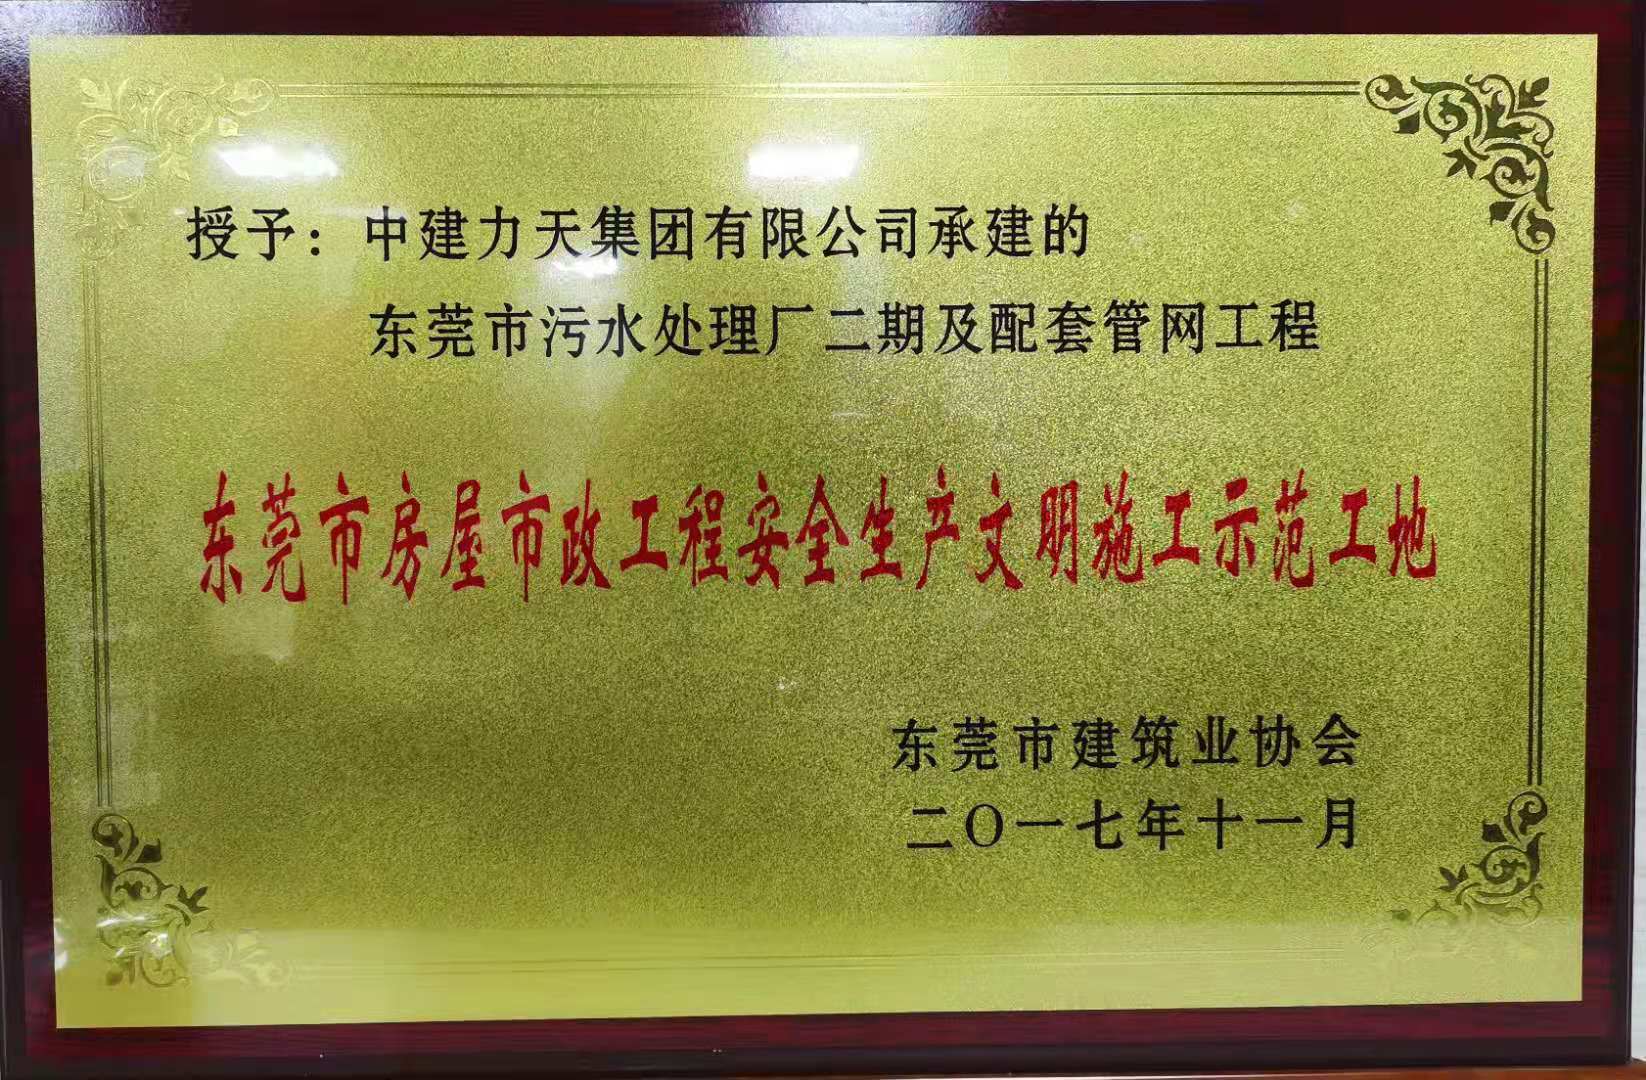 授予：中建力天集团有限公司承建的
东莞市污水处理厂二期及配套管网工程
东莞市房屋市政工程安全生产文明施工示范工地
东莞市建筑业协会
二〇一七年十一月